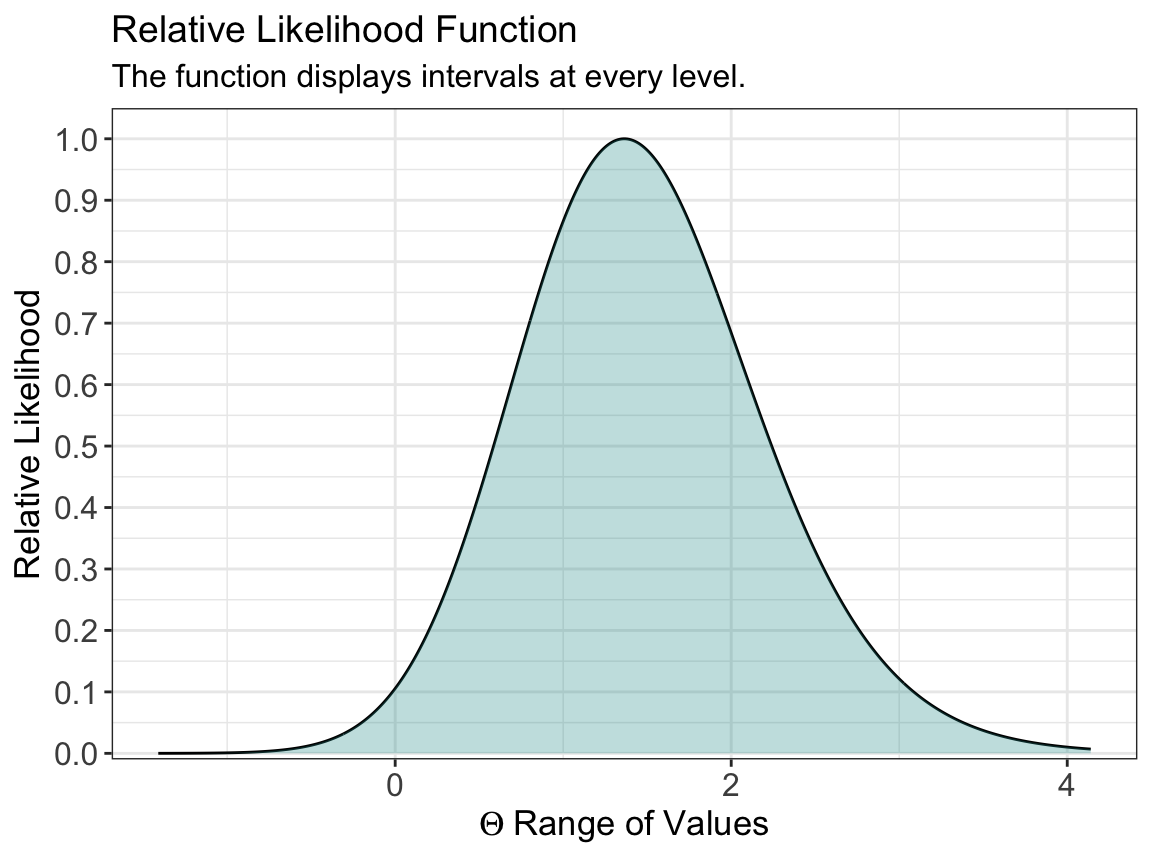 Relative Likelihood Function
The function displays intervals at every level.
Relative Likelihood
1.0
0.9
0.8
0.7
0.6
0.5
0.4
0.3
0.2
0.1
0.0
0 2 4
Θ Range of Values